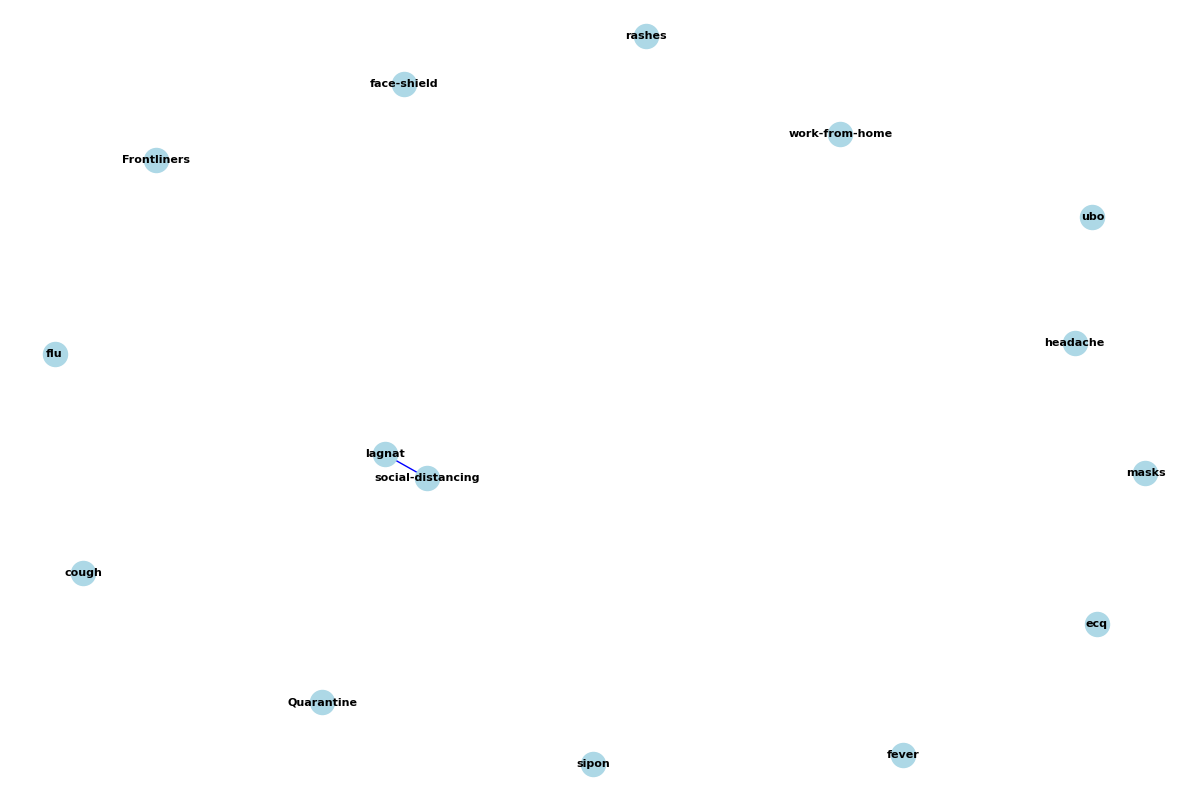 rashes
face-shield
work-from-home
Frontliners
ubo
headache
flu
lagnat
social-distancing
masks
cough
ecq
Quarantine
fever
sipon